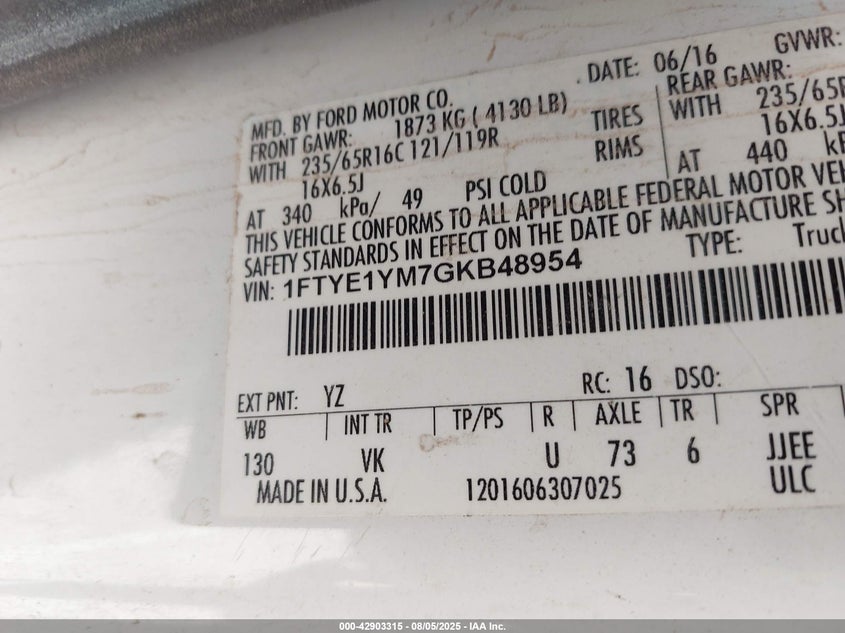 DATE: 06/16 GVWR:
MFD. BY FORD MOTOR CO.
FRONT GAWR: 1873 KG ( 4130 LB) REAR GAWR:
WITH 235/65R16C 121/119R TIRES WITH 235/65R
16X6.5J RIMS 16X6.5J
AT 340 kPa/ 49 PSI COLD AT 440
THIS VEHICLE CONFORMS TO ALL APPLICABLE FEDERAL MOTOR
SAFETY STANDARDS IN EFFECT ON THE DATE OF MANUFACTURE
VIN: 1FTYE1YM7GKB48954 TYPE:
EXT PNT: YZ RC: 16 DSO:
WB INT TR TP/PS R AXLE TR SPR
130 VK U 73 6 JJEE
MADE IN U.S.A. 1201606307025 ULC
000-42903315 - 08/05/2025 - IAA Inc.